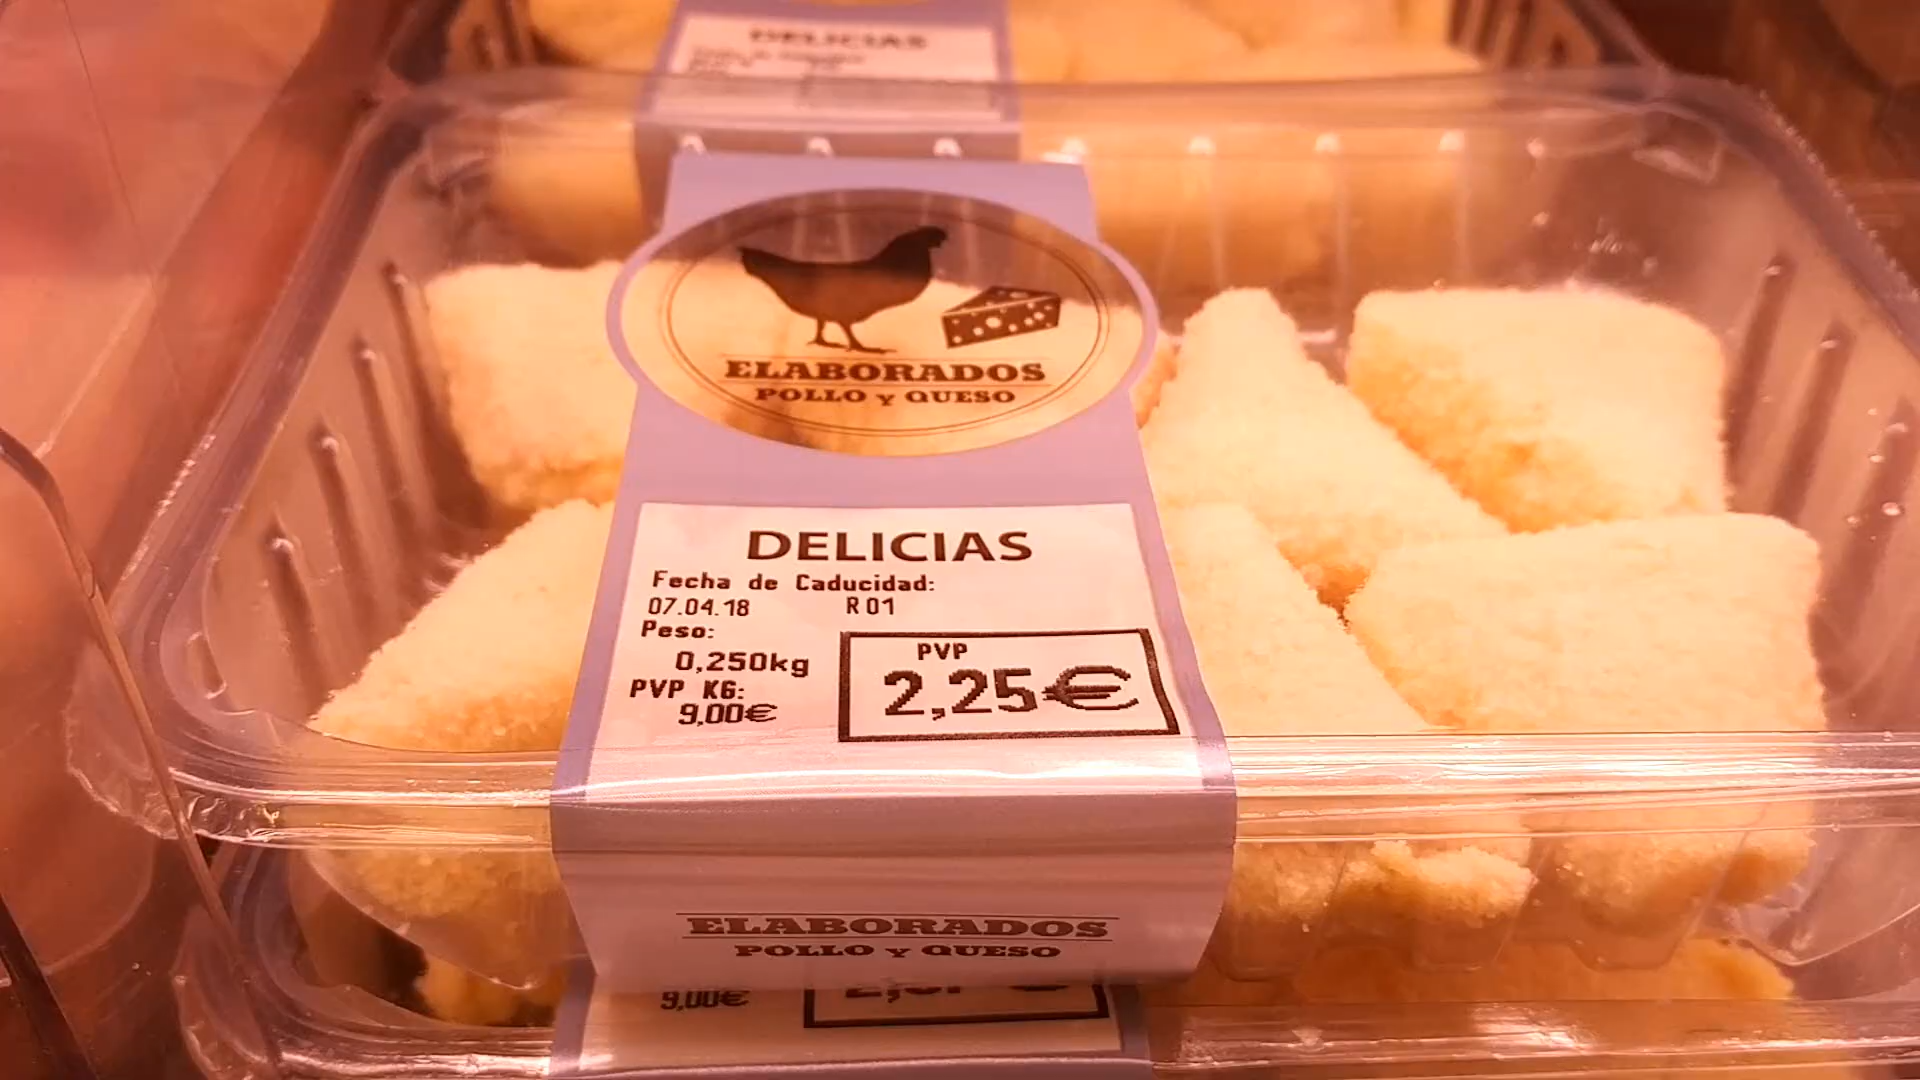 DELICIAS
ELABORADOS
POLLO y QUESO
DELICIAS
Fecha de Caducidad:
07.04.18 R01
Peso:
0,250kg
PVP K6:
9,00€
PVP
2,25€
ELABORADOS
POLLO y QUESO
9,00€